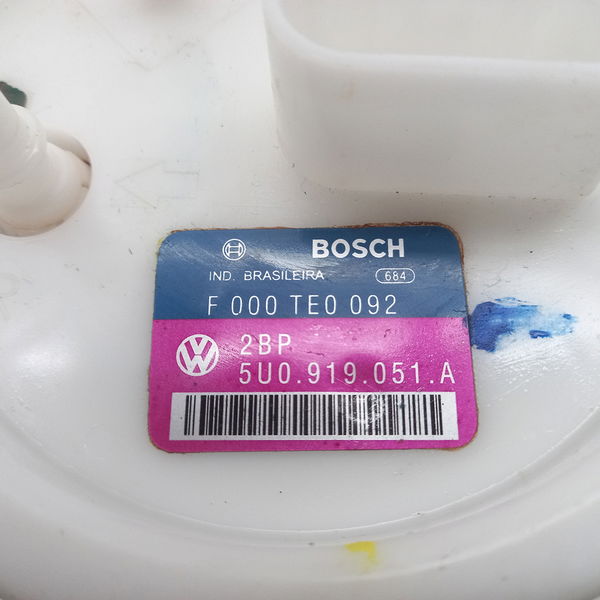 BOSCH
IND. BRASILEIRA 684
F 000 TE0 092
2BP
5U0.919.051.A